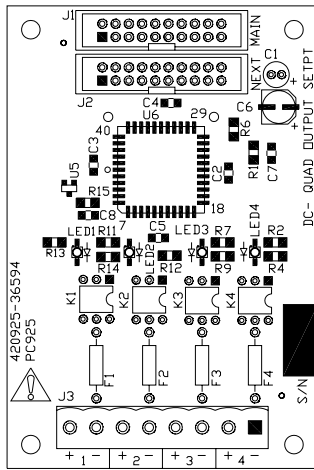 J1
MAIN
NEXT
J2
C1
+
C4
U6
C6
+
40
29
R6
DC- QUAD OUTPUT SETPT
C3
R1
C7
U5
C2
R15
C8
7
18
LED1
R11
C5
LED3
R7
LED4
R2
R13
R14
LED2
R12
R9
R4
K1
K2
K3
K4
420925-36594
PC925
F1
F2
F3
F4
S/N
J3
+ 1 - + 2 - + 3 - + 4 -